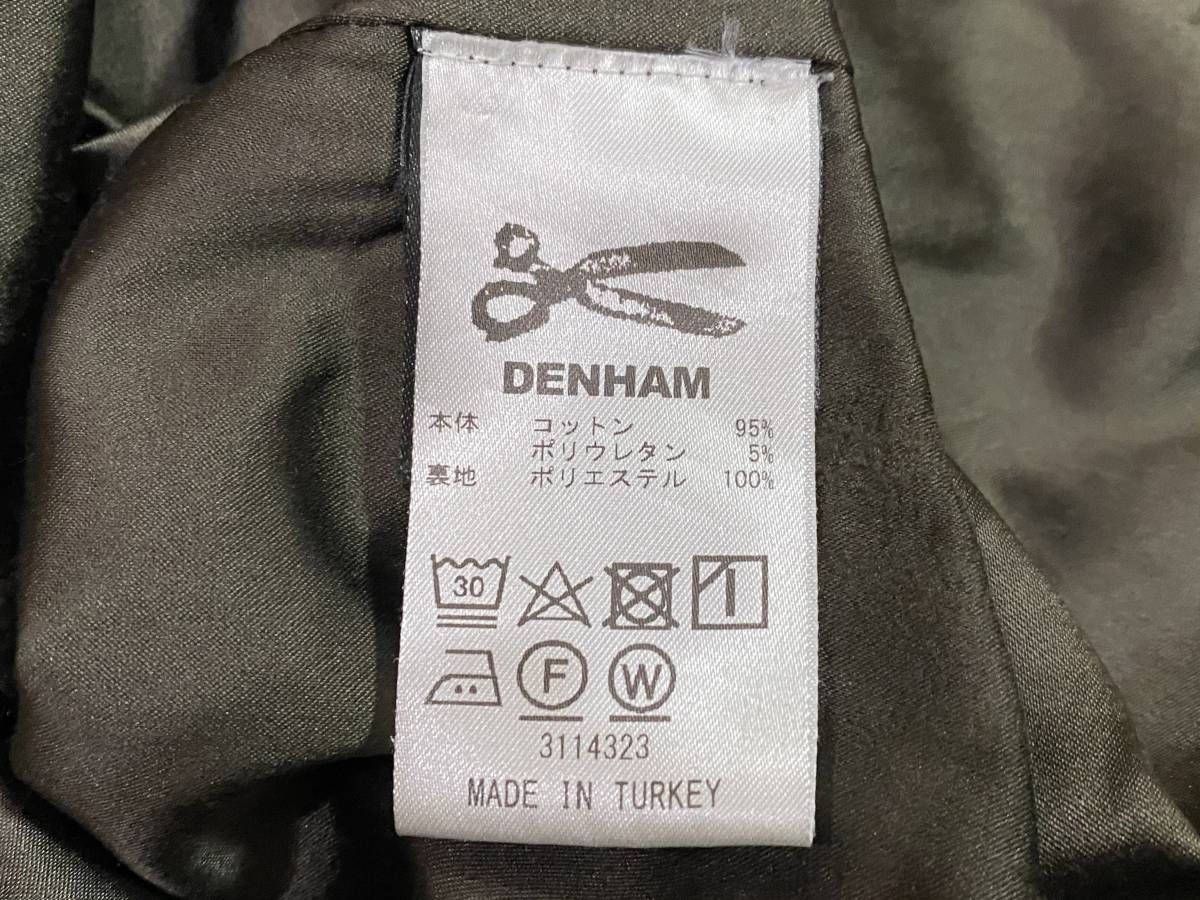 DENHAM
本体 コットン 95%
ポリウレタン 5%
裏地 ポリエステル 100%
30
F W
3114323
MADE IN TURKEY